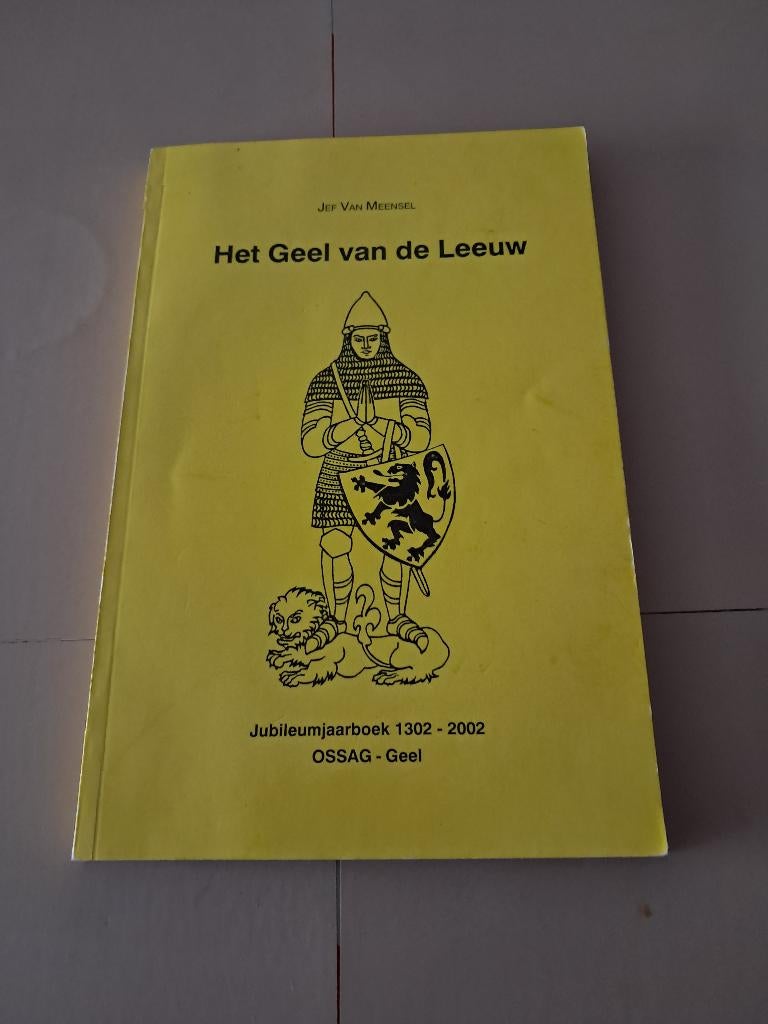 Jef Van Meensel
Het Geel van de Leeuw
Jubileumjaarboek 1302 - 2002
OSSAG - Geel